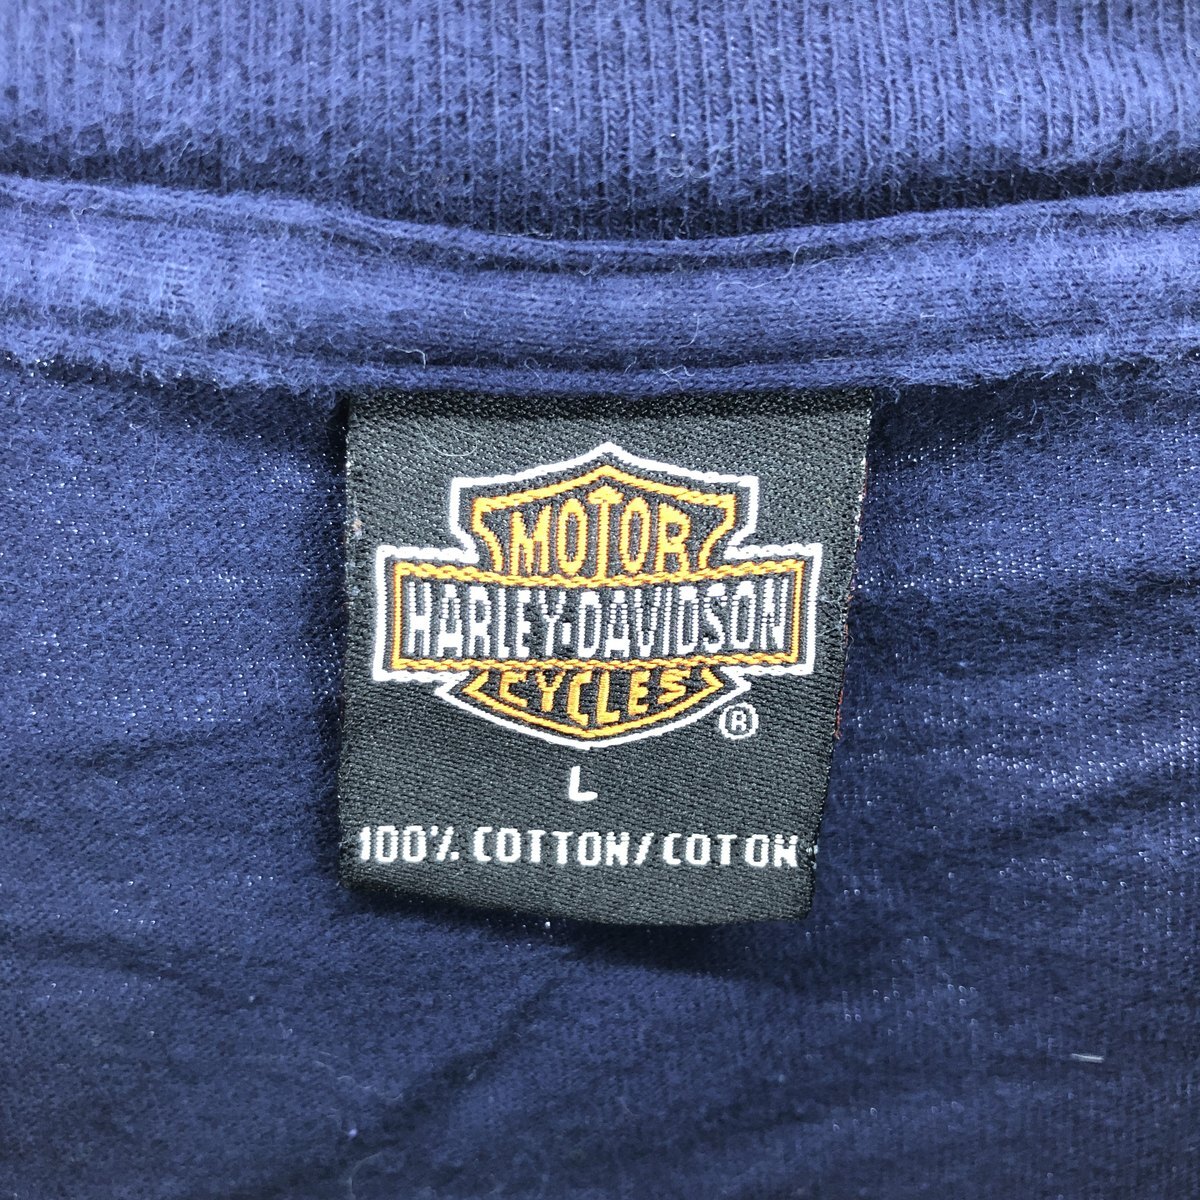 MOTOR
HARLEY-DAVIDSON
CYCLES
®
L
100% COTTON/COTON